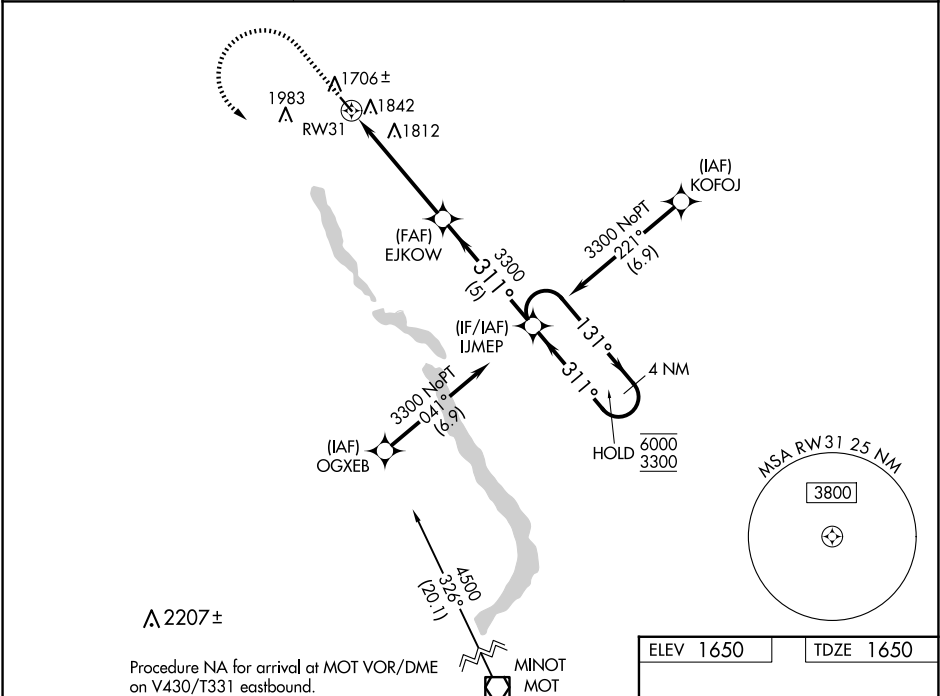 1706±
1983
1842
RW31
1812
(IAF)
KOFOJ
3300 NoPT
221°
(6.9)
(FAF)
EJKOW
3300
311°
(5)
(IF/IAF)
IJMEP
131°
311°
4 NM
3300 NoPT
041°
(6.9)
HOLD 6000
3300
(IAF)
OGXEB
MSA RW31 25 NM
3800
4500
326°
(20.1)
2207±
ELEV 1650
TDZE 1650
Procedure NA for arrival at MOT VOR/DME
on V430/T331 eastbound.
MINOT
MOT